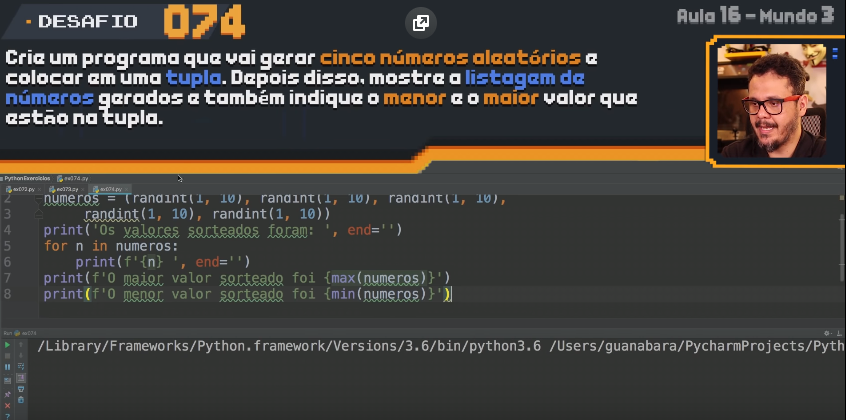 DESAFIO 074
Aula 16 - Mundo 3
Crie um programa que vai gerar cinco números aleatórios e
colocar em uma tupla. Depois disso, mostre a listagem de
números gerados e também indique o menor e o maior valor que
estão na tupla.
PythonExercicios ex074.py
ex072.py ex073.py ex074.py
2 numeros = (randint(1, 10), randint(1, 10), randint(1, 10),
3 randint(1, 10), randint(1, 10))
4 print('Os valores sorteados foram: ', end='')
5 for n in numeros:
6 print(f'{n} ', end='')
7 print(f'O maior valor sorteado foi {max(numeros)}')
8 print(f'O menor valor sorteado foi {min(numeros)}')
Run ex074
/Library/Frameworks/Python.framework/Versions/3.6/bin/python3.6 /Users/guanabara/PycharmProjects/Pyth